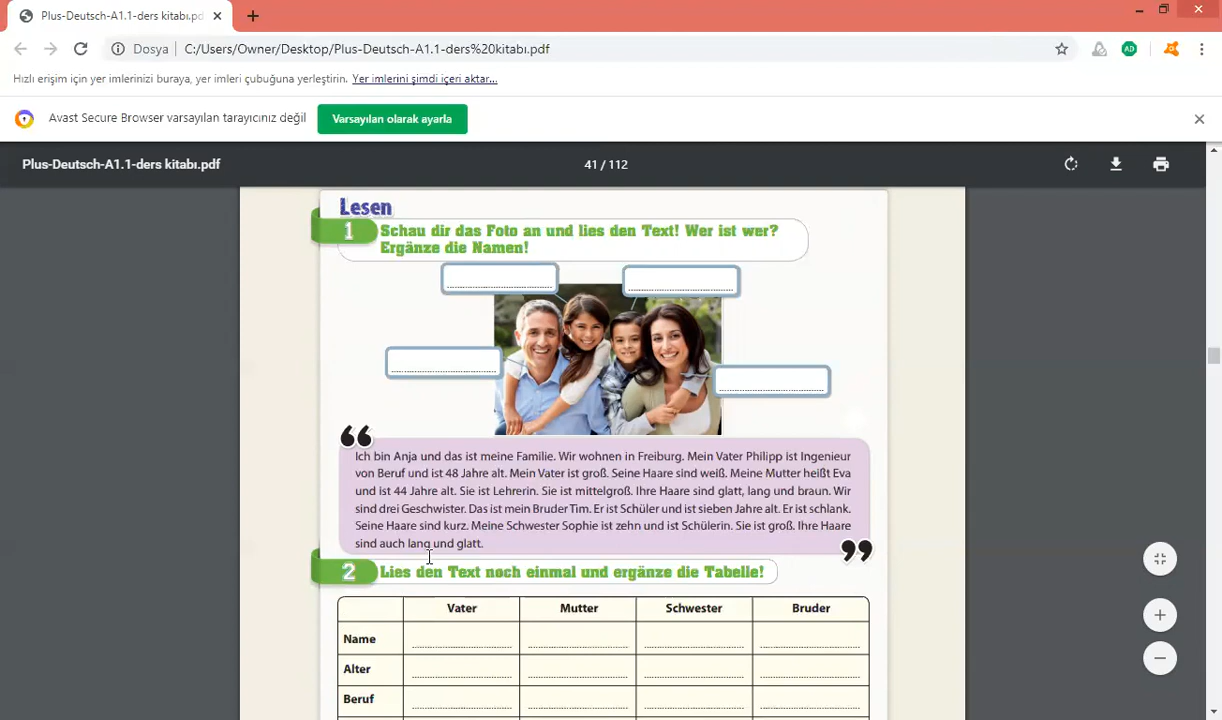 Plus-Deutsch-A1.1-ders kitabı.pd
Dosya C:/Users/Owner/Desktop/Plus-Deutsch-A1.1-ders%20kitabı.pdf
Hızlı erişim için yer imlerinizi buraya, yer imleri çubuğuna yerleştirin. Yer imlerini şimdi içeri aktar...
Avast Secure Browser varsayılan tarayıcınız değil
Varsayılan olarak ayarla
Plus-Deutsch-A1.1-ders kitabı.pdf
41 / 112
Lesen
1 Schau dir das Foto an und lies den Text! Wer ist wer?
Ergänze die Namen!
Ich bin Anja und das ist meine Familie. Wir wohnen in Freiburg. Mein Vater Philipp ist Ingenieur
von Beruf und ist 48 Jahre alt. Mein Vater ist groß. Seine Haare sind weiß. Meine Mutter heißt Eva
und ist 44 Jahre alt. Sie ist Lehrerin. Sie ist mittelgroß. Ihre Haare sind glatt, lang und braun. Wir
sind drei Geschwister. Das ist mein Bruder Tim. Er ist Schüler und ist sieben Jahre alt. Er ist schlank.
Seine Haare sind kurz. Meine Schwester Sophie ist zehn und ist Schülerin. Sie ist groß. Ihre Haare
sind auch lang und glatt.
2 Lies den Text noch einmal und ergänze die Tabelle!
Vater Mutter Schwester Bruder
Name
Alter
Beruf